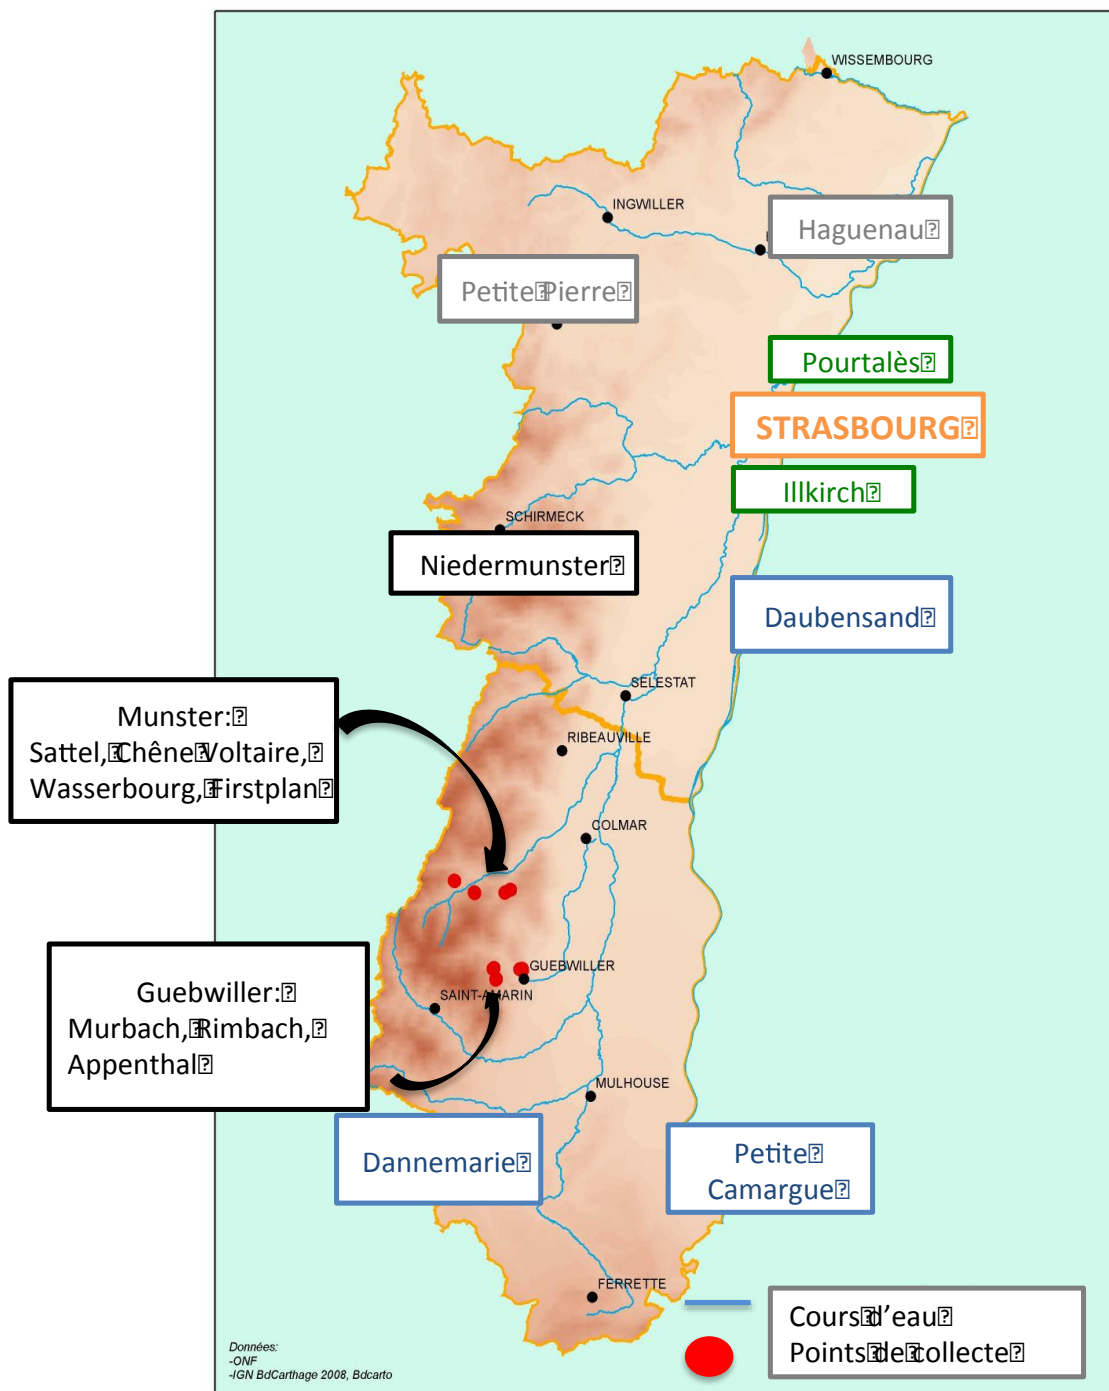 WISSEMBOURG
INGWILLER
Haguenau
Petite Pierre
Pourtalès
STRASBOURG
Illkirch
SCHIRMECK
Niedermunster
Daubensand
SELESTAT
Munster:
Sattel, Chêne Voltaire,
Wasserbourg, Firstplan
RIBEAUVILLE
COLMAR
Guebwiller:
Murbach, Rimbach,
Appenthal
GUEBWILLER
SAINT-AMARIN
MULHOUSE
Dannemarie
Petite
Camargue
FERRETTE
Cours d'eau
Points de collecte
Données:
-ONF
-IGN BdCarthage 2008, Bdcarto